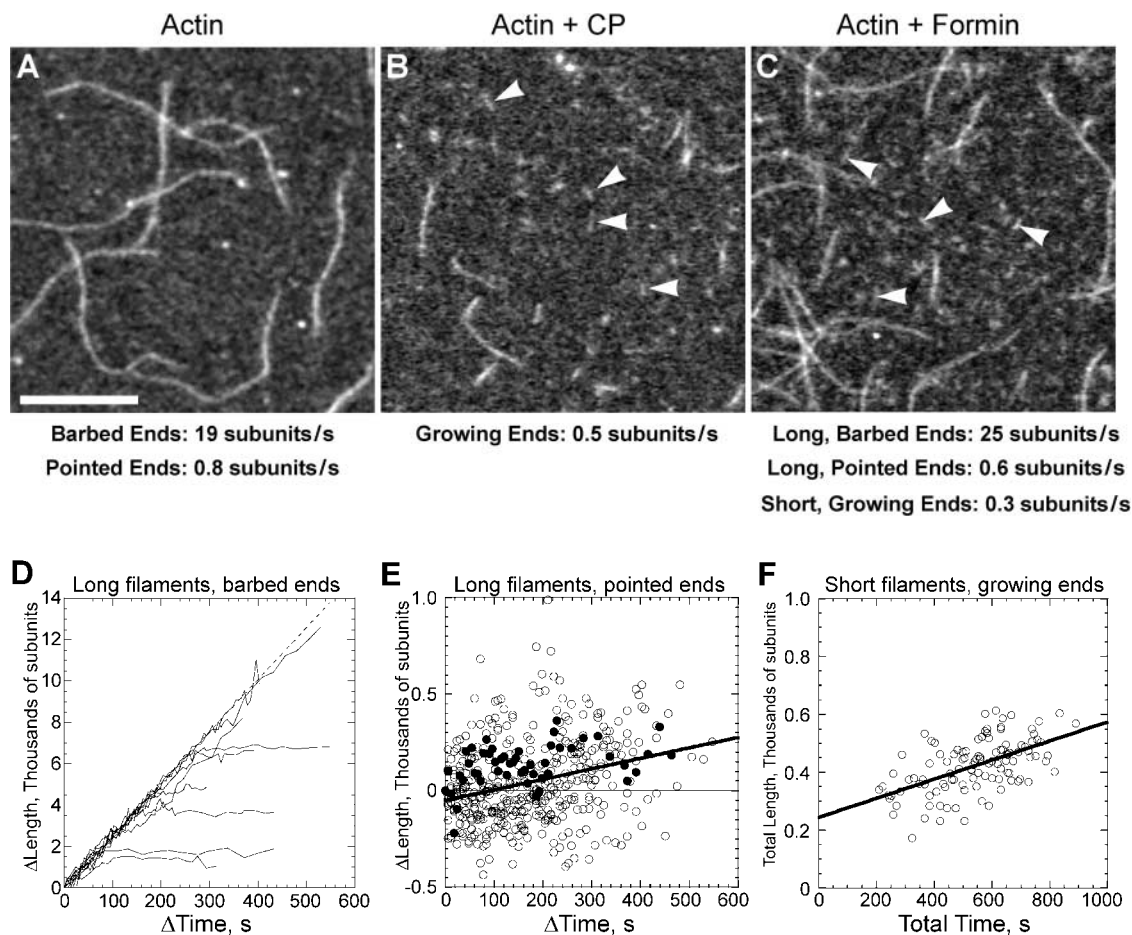 Actin
Actin + CP
Actin + Formin
A
B
C
Barbed Ends: 19 subunits/s
Pointed Ends: 0.8 subunits/s
Growing Ends: 0.5 subunits/s
Long, Barbed Ends: 25 subunits/s
Long, Pointed Ends: 0.6 subunits/s
Short, Growing Ends: 0.3 subunits/s
D
Long filaments, barbed ends
ΔLength, Thousands of subunits
14
12
10
8
6
4
2
0
0 100 200 300 400 500 600
ΔTime, s
E
Long filaments, pointed ends
ΔLength, Thousands of subunits
1.0
0.5
0
-0.5
0 100 200 300 400 500 600
ΔTime, s
F
Short filaments, growing ends
Total Length, Thousands of subunits
1.0
0.8
0.6
0.4
0.2
0
0 200 400 600 800 1000
Total Time, s